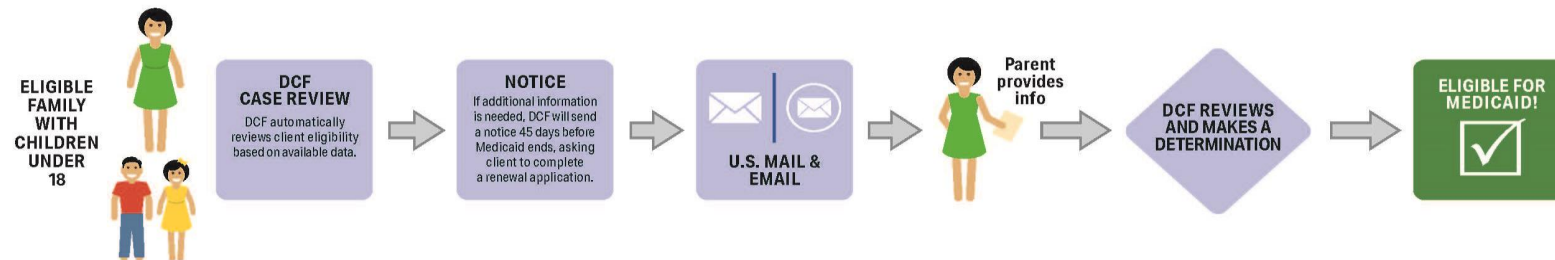 ELIGIBLE
FAMILY
WITH
CHILDREN
UNDER
18
DCF
CASE REVIEW
DCF automatically
reviews client eligibility
based on available data.
NOTICE
If additional information
is needed, DCF will send
a notice 45 days before
Medicaid ends, asking
client to complete
a renewal application.
U.S. MAIL &
EMAIL
Parent
provides
info
DCF REVIEWS
AND MAKES A
DETERMINATION
ELIGIBLE FOR
MEDICAID!